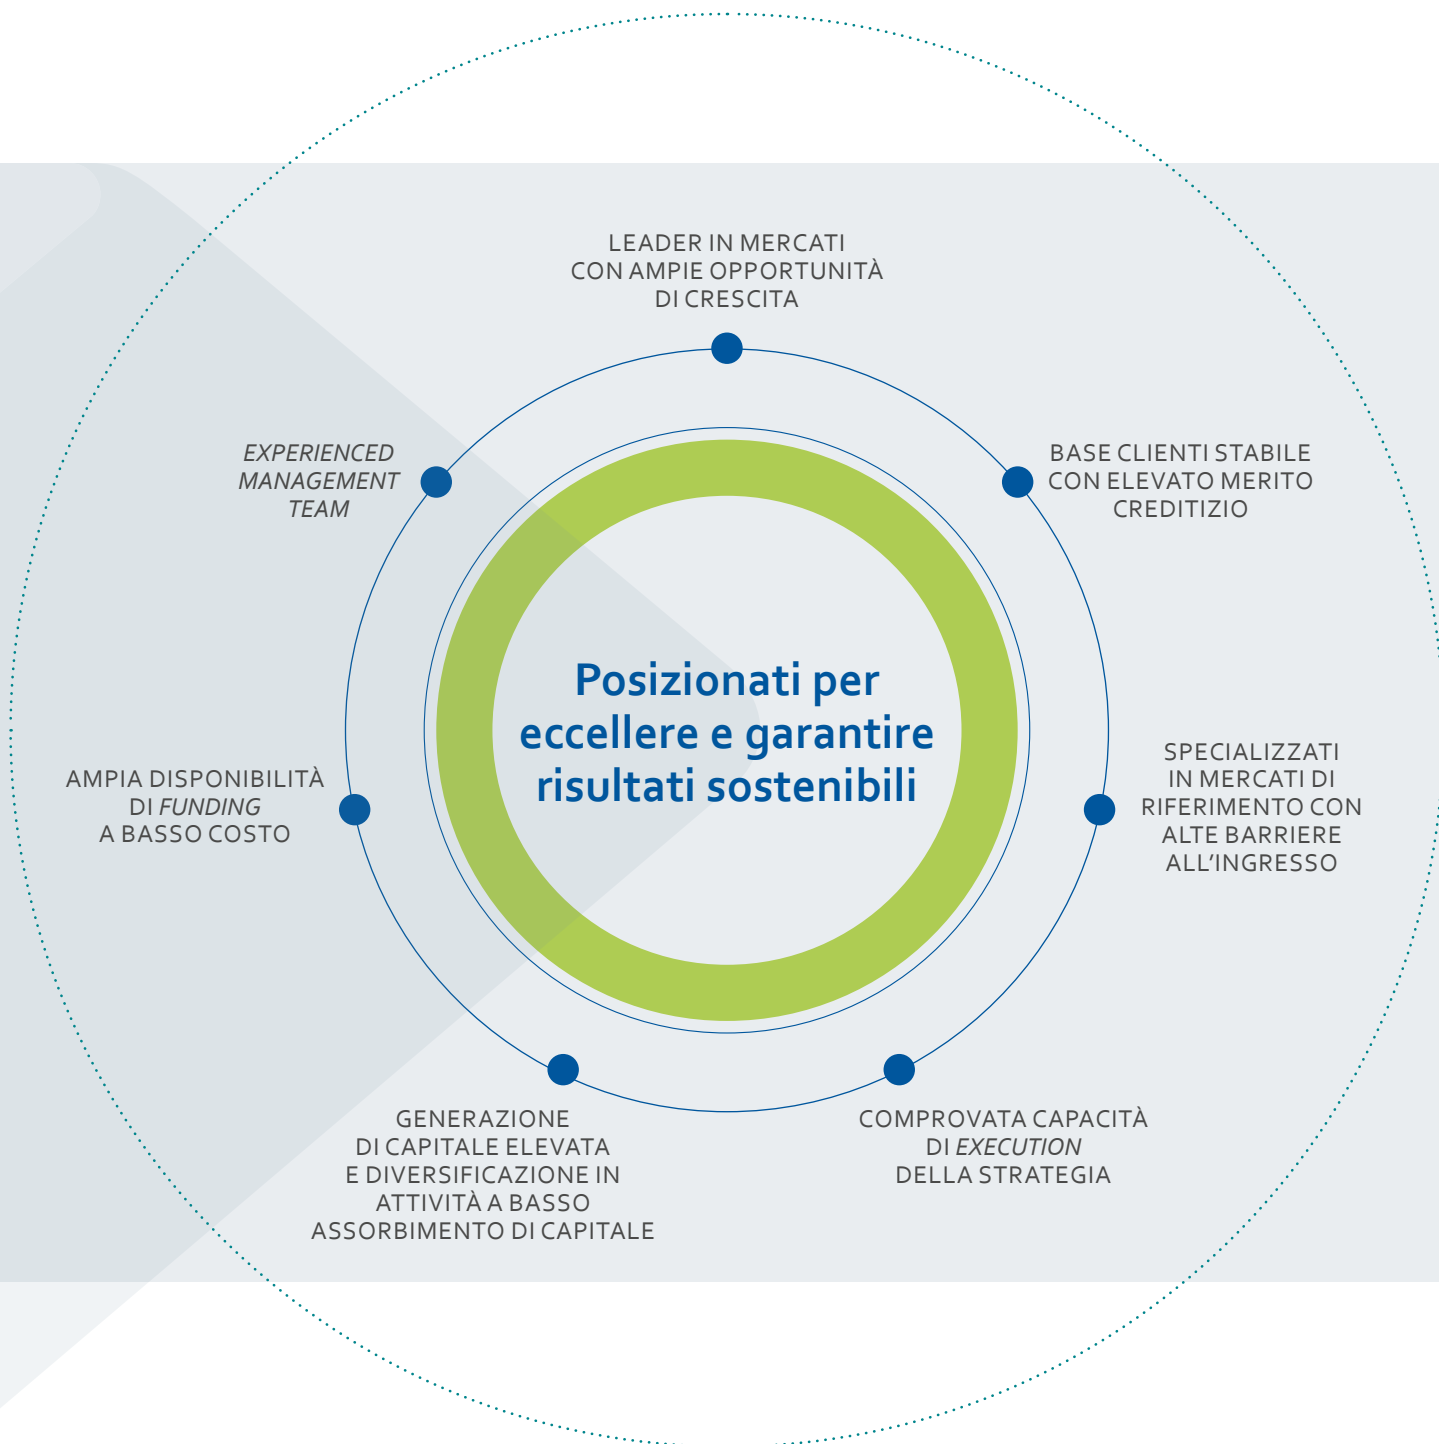 LEADER IN MERCATI
CON AMPIE OPPORTUNITÀ
DI CRESCITA
BASE CLIENTI STABILE
CON ELEVATO MERITO
CREDITIZIO
SPECIALIZZATI
IN MERCATI DI
RIFERIMENTO CON
ALTE BARRIERE
ALL’INGRESSO
COMPROVATA CAPACITÀ
DI EXECUTION
DELLA STRATEGIA
GENERAZIONE
DI CAPITALE ELEVATA
E DIVERSIFICAZIONE IN
ATTIVITÀ A BASSO
ASSORBIMENTO DI CAPITALE
AMPIA DISPONIBILITÀ
DI FUNDING
A BASSO COSTO
EXPERIENCED
MANAGEMENT
TEAM
Posizionati per
eccellere e garantire
risultati sostenibili